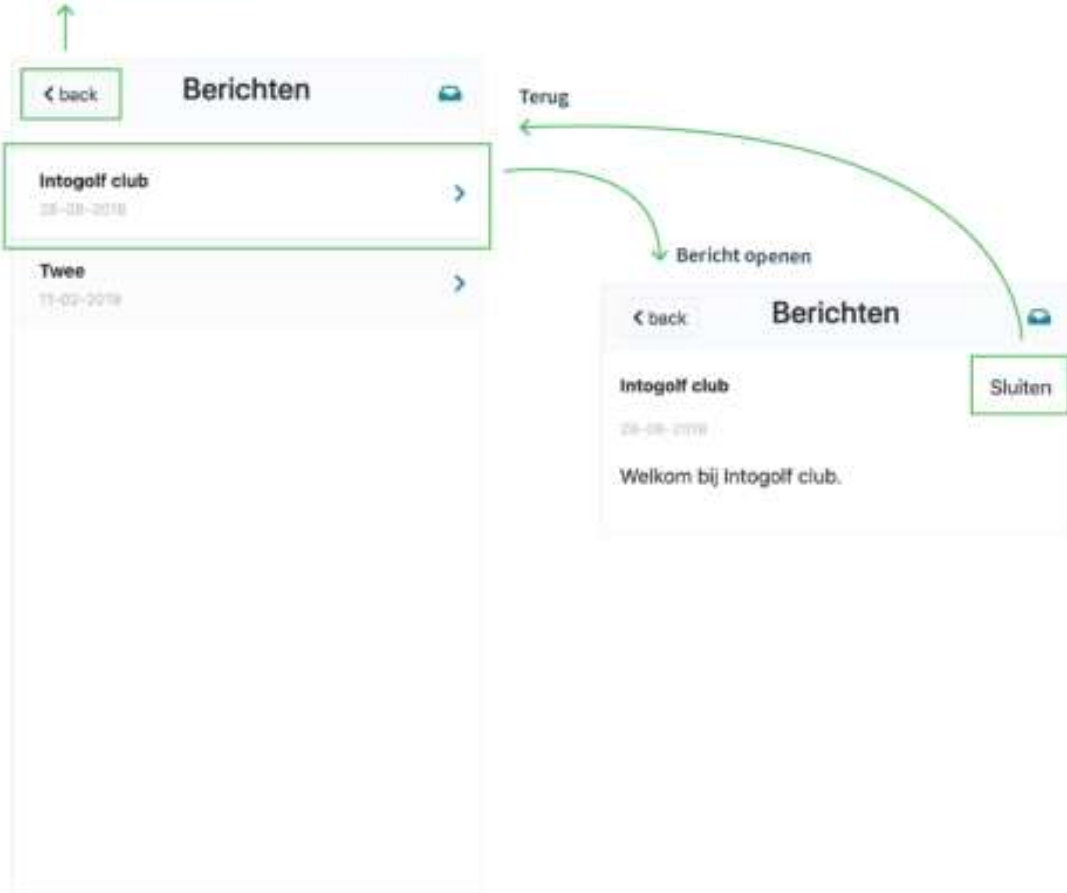 back
Berichten
Intogolf club
Twee
Terug
Bericht openen
back
Berichten
Intogolf club
Sluiten
Welkom bij Intogolf club.